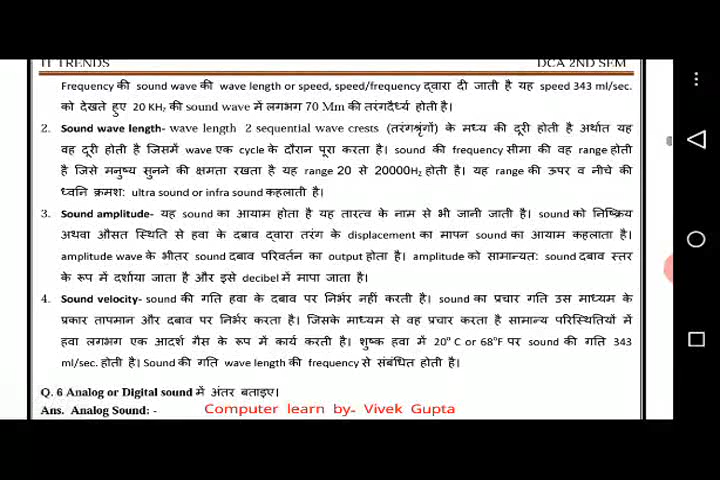 IT TRENDS DCA 2ND SEM
Frequency की sound wave की wave length or speed, speed/frequency द्वारा दी जाती है यह speed 343 ml/sec.
को देखते हुए 20 KHz की sound wave में लगभग 70 Mm की तरंगदैर्ध्य होती है।
2. Sound wave length- wave length 2 sequential wave crests (तरंगश्रृंगों) के मध्य की दूरी होती है अर्थात यह
वह दूरी होती है जिसमें wave एक cycle के दौरान पूरा करता है। sound की frequency सीमा की वह range होती
है जिसे मनुष्य सुनने की क्षमता रखता है यह range 20 से 20000Hz होती है। यह range की ऊपर व नीचे की
ध्वनि क्रमश: ultra sound or infra sound कहलाती है।
3. Sound amplitude- यह sound का आयाम होता है यह तारत्व के नाम से भी जानी जाती है। sound को निष्क्रिय
अथवा औसत स्थिति से हवा के दबाव द्वारा तरंग के displacement का मापन sound का आयाम कहलाता है।
amplitude wave के भीतर sound दबाव परिवर्तन का output होता है। amplitude को सामान्यत: sound दबाव स्तर
के रूप में दर्शाया जाता है और इसे decibel में मापा जाता है।
4. Sound velocity- sound की गति हवा के दबाव पर निर्भर नहीं करती है। sound का प्रचार गति उस माध्यम के
प्रकार तापमान और दबाव पर निर्भर करता है। जिसके माध्यम से वह प्रचार करता है सामान्य परिस्थितियों में
हवा लगभग एक आदर्श गैस के रूप में कार्य करती है। शुष्क हवा में 20° C or 68°F पर sound की गति 343
ml/sec. होती है। Sound की गति wave length की frequency से संबंधित होती है।
Q. 6 Analog or Digital sound में अंतर बताइए।
Ans. Analog Sound: - Computer learn by- Vivek Gupta